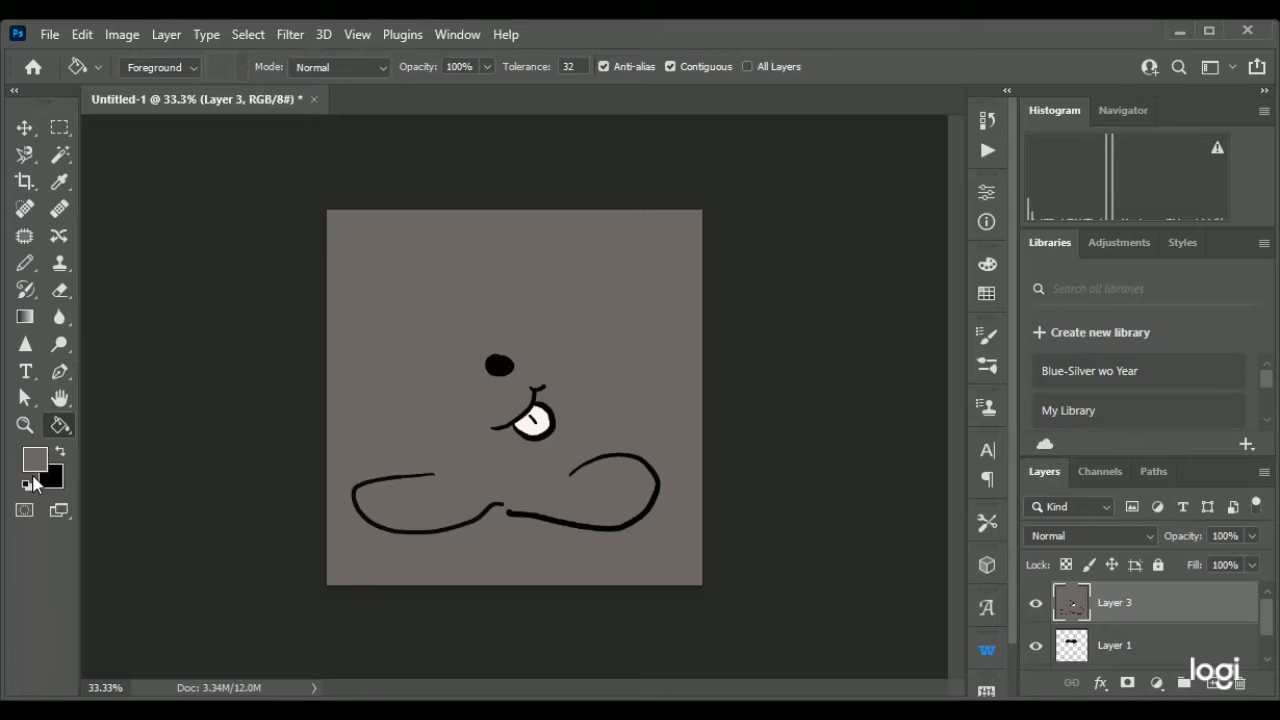 Ps File Edit Image Layer Type Select Filter 3D View Plugins Window Help
Foreground Mode: Normal Opacity: 100% Tolerance: 32 Anti-alias Contiguous All Layers
Untitled-1 @ 33.3% (Layer 3, RGB/8#) * ×
Histogram Navigator
Libraries Adjustments Styles
Search all libraries
+ Create new library
Blue-Silver wo Year
My Library
Layers Channels Paths
Kind
Normal Opacity: 100%
Lock: Fill: 100%
Layer 3
Layer 1
logi
33.33% Doc: 3.34M/12.0M